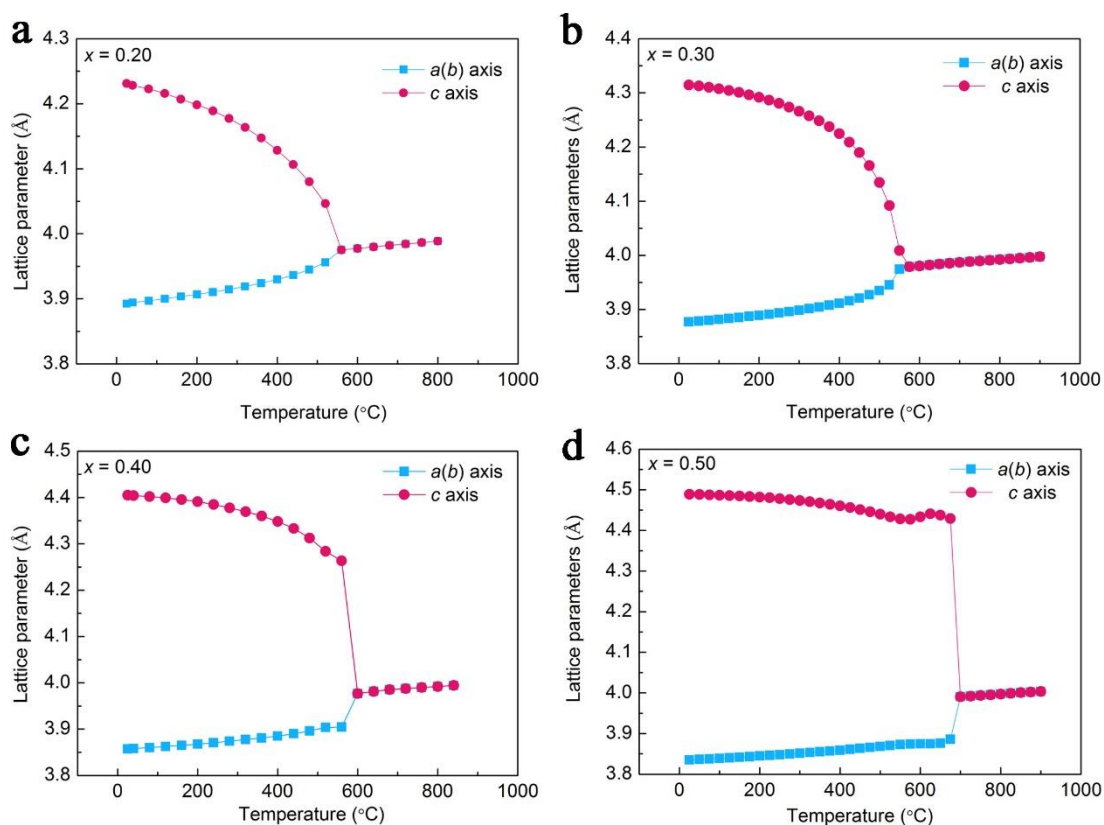 a
x = 0.20
a(b) axis
c axis
4.3
4.2
4.1
4.0
3.9
3.8
Lattice parameter (Å)
0 200 400 600 800 1000
Temperature (°C)
b
x = 0.30
a(b) axis
c axis
4.4
4.3
4.2
4.1
4.0
3.9
3.8
Lattice parameters (Å)
0 200 400 600 800 1000
Temperature (°C)
c
x = 0.40
a(b) axis
c axis
4.5
4.4
4.3
4.2
4.1
4.0
3.9
3.8
Lattice parameter (Å)
0 200 400 600 800 1000
Temperature (°C)
d
x = 0.50
a(b) axis
c axis
4.6
4.5
4.4
4.3
4.2
4.1
4.0
3.9
3.8
Lattice parameters (Å)
0 200 400 600 800 1000
Temperature (°C)